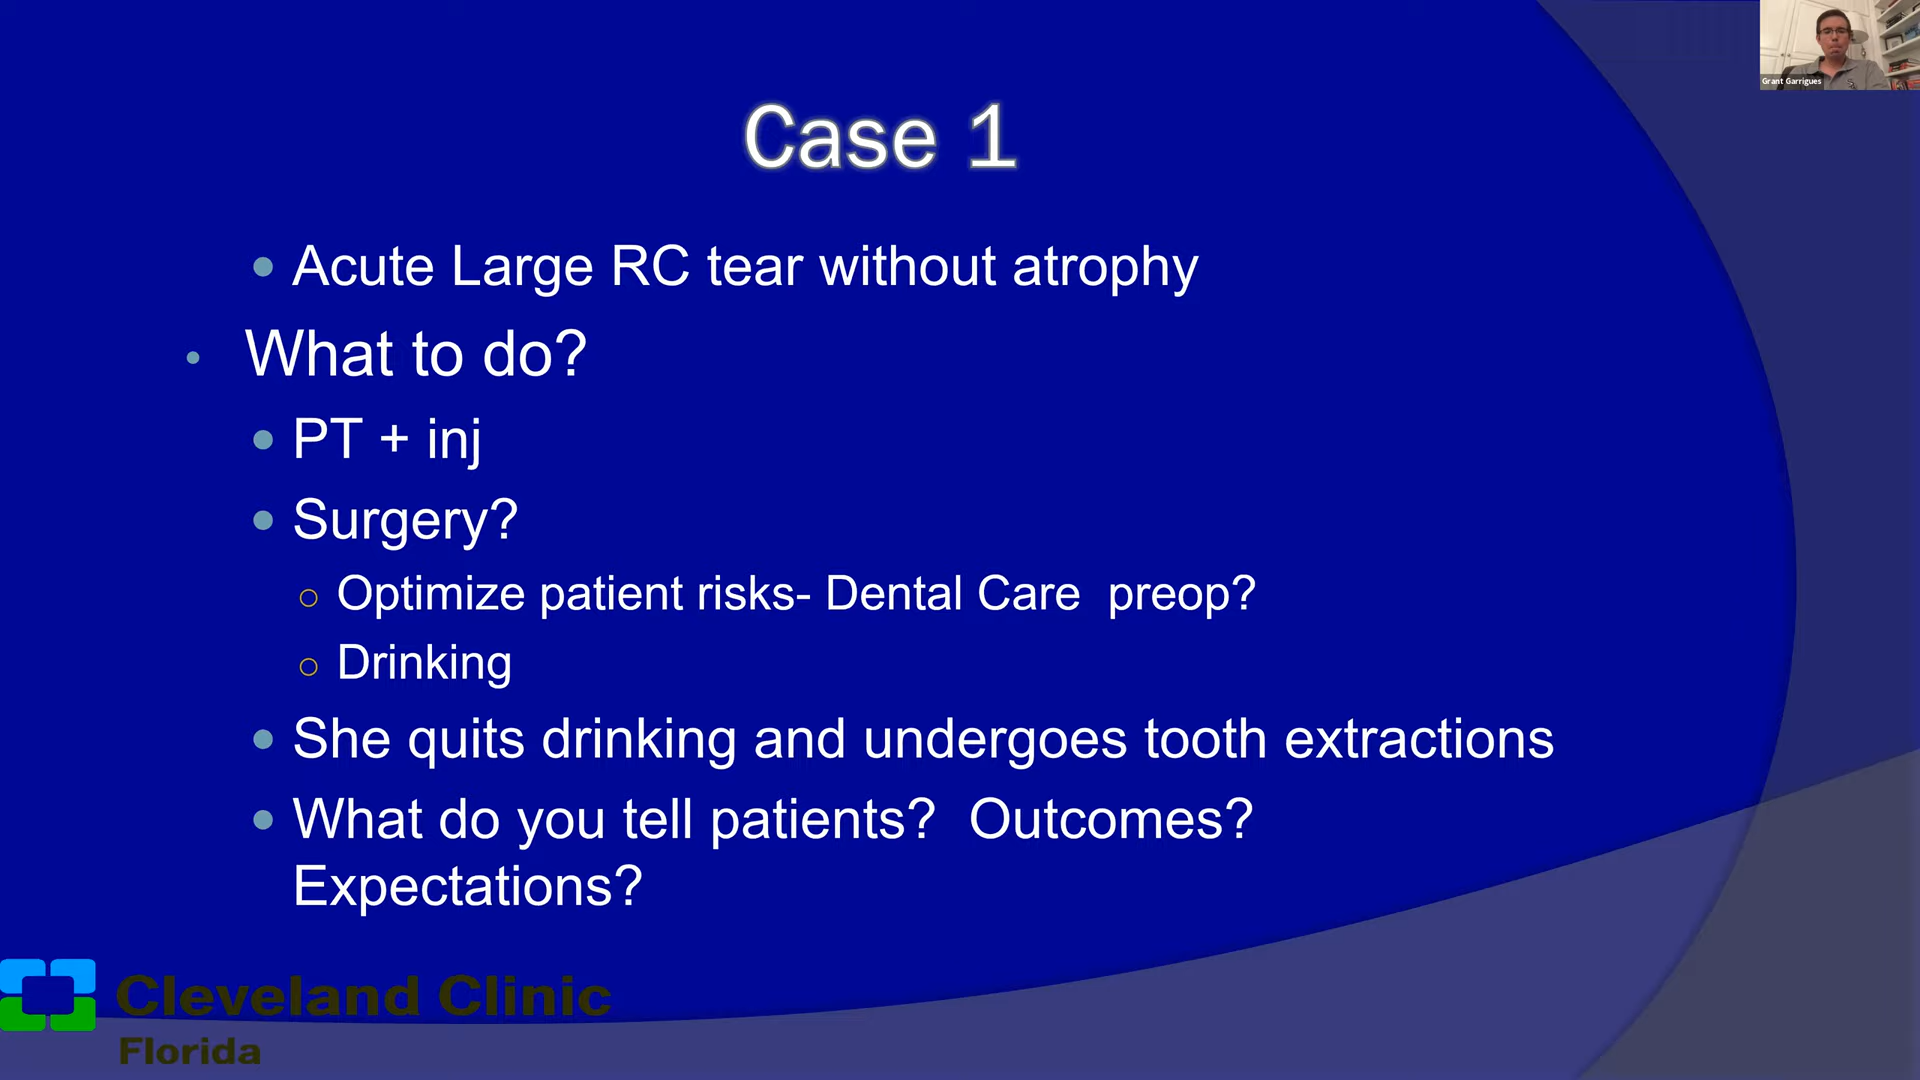 Grant Garrigues
Case 1
Acute Large RC tear without atrophy
What to do?
PT + inj
Surgery?
Optimize patient risks- Dental Care preop?
Drinking
She quits drinking and undergoes tooth extractions
What do you tell patients? Outcomes?
Expectations?
Cleveland Clinic
Florida